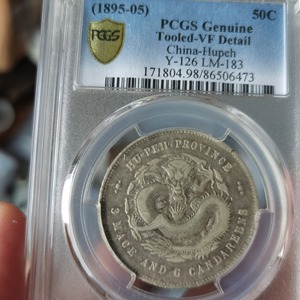 (1895-05) 50C
PCGS
PCGS Genuine
Tooled-VF Detail
China-Hupeh
Y-126 LM-183
171804.98/86506473
HU-PEH PROVINCE
3 MACE AND 6 CANDAREENS